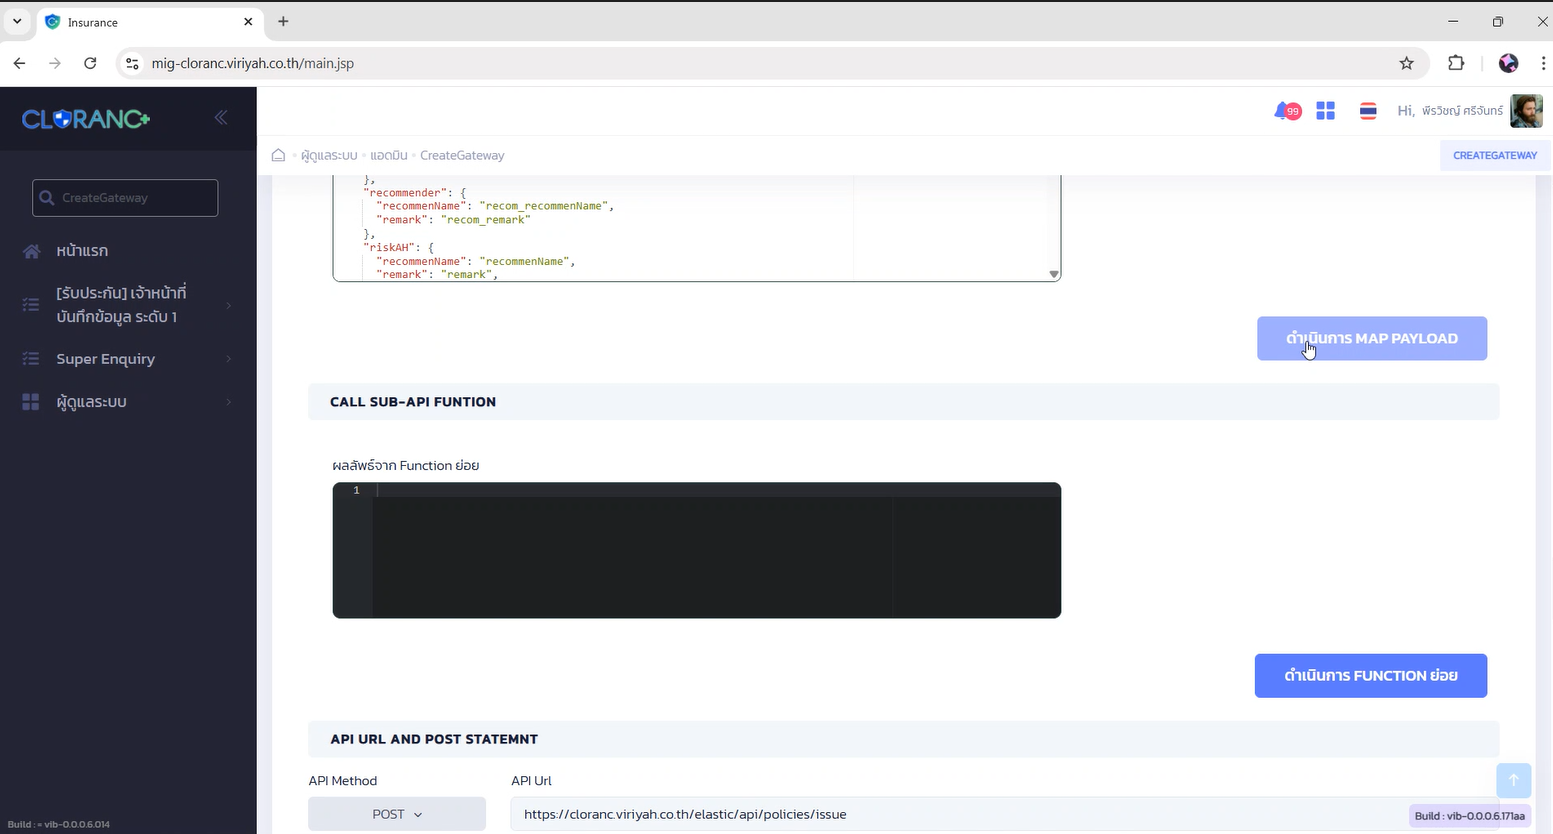 Insurance
mig-cloranc.viriyah.co.th/main.jsp
CLORANC+
99
Hi, พีรวิชญ์ ศรีจันทร์
ผู้ดูแลระบบ
แอดมิน
CreateGateway
CREATEGATEWAY
CreateGateway
หน้าแรก
[รับประกัน] เจ้าหน้าที่
บันทึกข้อมูล ระดับ 1
Super Enquiry
ผู้ดูแลระบบ
},
"recommender": {
"recommenName": "recom_recommenName",
"remark": "recom_remark"
},
"riskAH": {
"recommenName": "recommenName",
"remark": "remark",
ดำเนินการ MAP PAYLOAD
CALL SUB-API FUNTION
ผลลัพธ์จาก Function ย่อย
1
ดำเนินการ FUNCTION ย่อย
API URL AND POST STATEMNT
API Method
API Url
POST
https://cloranc.viriyah.co.th/elastic/api/policies/issue
Build : = vib-0.0.0.6.014
Build : vib-0.0.0.6.171aa